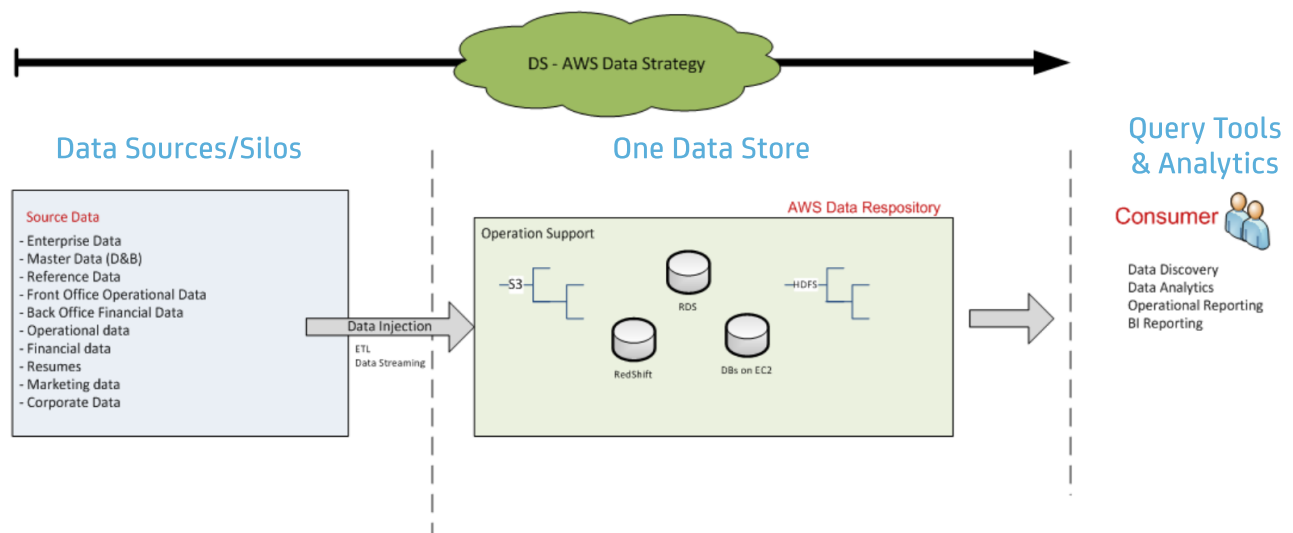 DS - AWS Data Strategy
Data Sources/Silos
One Data Store
Query Tools
& Analytics
Source Data
- Enterprise Data
- Master Data (D&B)
- Reference Data
- Front Office Operational Data
- Back Office Financial Data
- Operational data
- Financial data
- Resumes
- Marketing data
- Corporate Data
Data Injection
ETL
Data Streaming
AWS Data Respository
Operation Support
S3
RDS
HDFS
RedShift
DBs on EC2
Consumer
Data Discovery
Data Analytics
Operational Reporting
BI Reporting